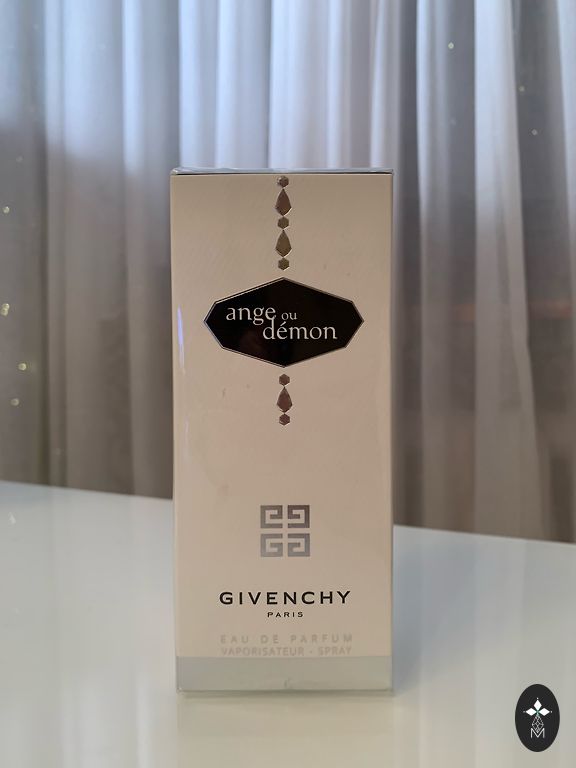 ange ou
démon
GIVENCHY
PARIS
EAU DE PARFUM
VAPORISATEUR - SPRAY
M